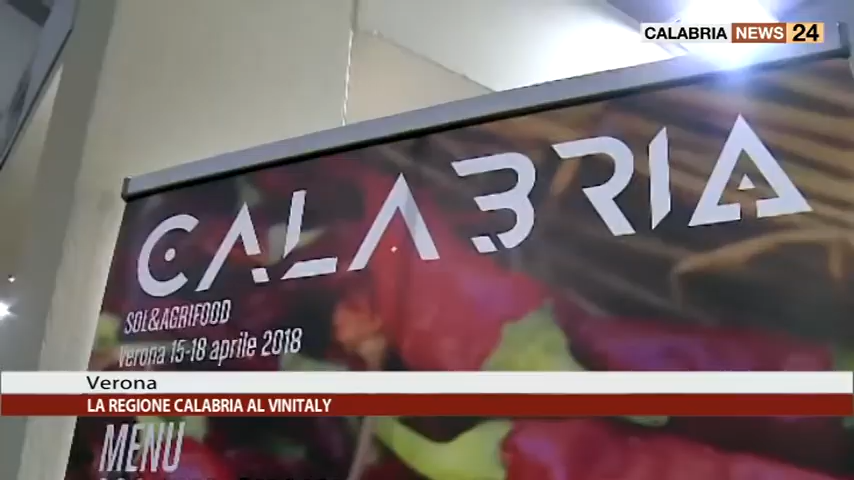 CALABRIA NEWS 24
CALABRIA
SOL&AGRIFOOD
Verona 15-18 aprile 2018
Verona
LA REGIONE CALABRIA AL VINITALY
MENU